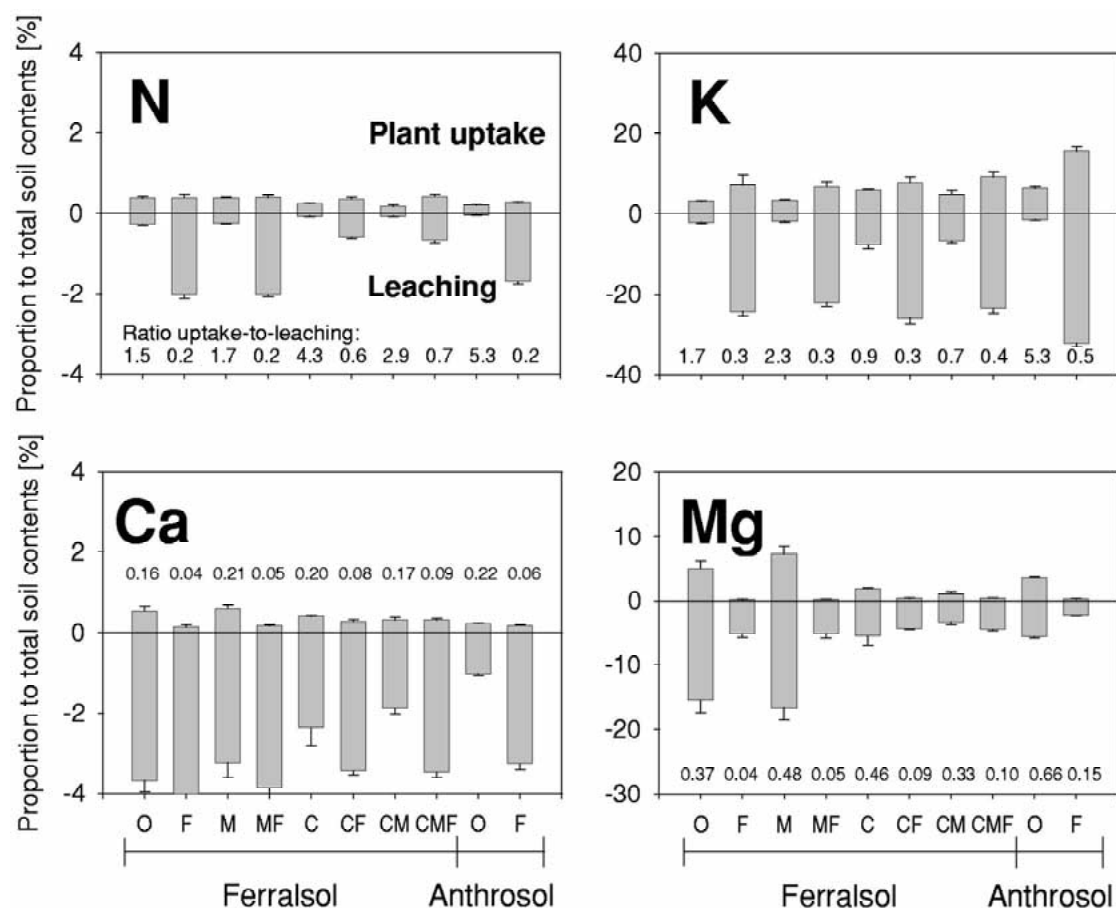 Proportion to total soil contents [%]
4
2
0
-2
-4
N
Plant uptake
Leaching
Ratio uptake-to-leaching:
1.5 0.2 1.7 0.2 4.3 0.6 2.9 0.7 5.3 0.2
40
20
0
-20
-40
K
1.7 0.3 2.3 0.3 0.9 0.3 0.7 0.4 5.3 0.5
Proportion to total soil contents [%]
4
2
0
-2
-4
Ca
0.16 0.04 0.21 0.05 0.20 0.08 0.17 0.09 0.22 0.06
O F M MF C CF CM CMF O F
Ferralsol Anthrosol
20
10
0
-10
-20
-30
Mg
0.37 0.04 0.48 0.05 0.46 0.09 0.33 0.10 0.66 0.15
O F M MF C CF CM CMF O F
Ferralsol Anthrosol